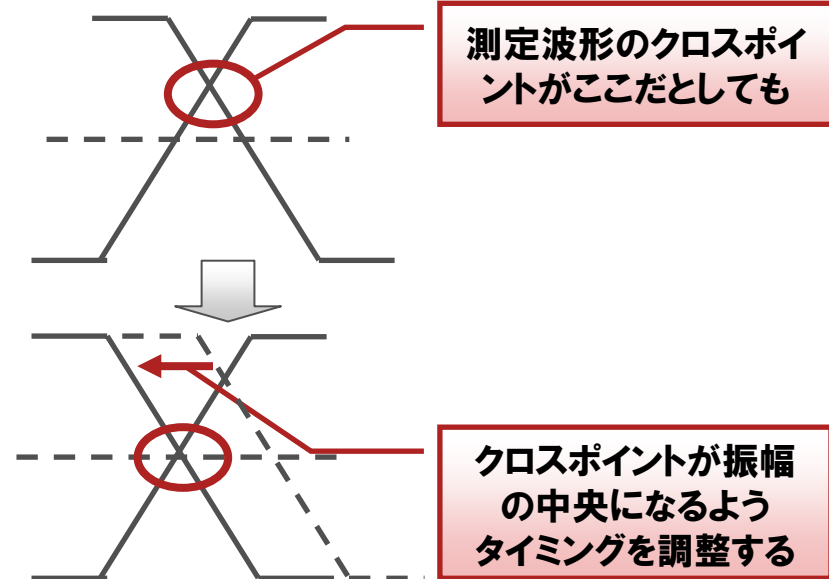 測定波形のクロスポイ
ントがここだとしても
クロスポイントが振幅
の中央になるよう
タイミングを調整する